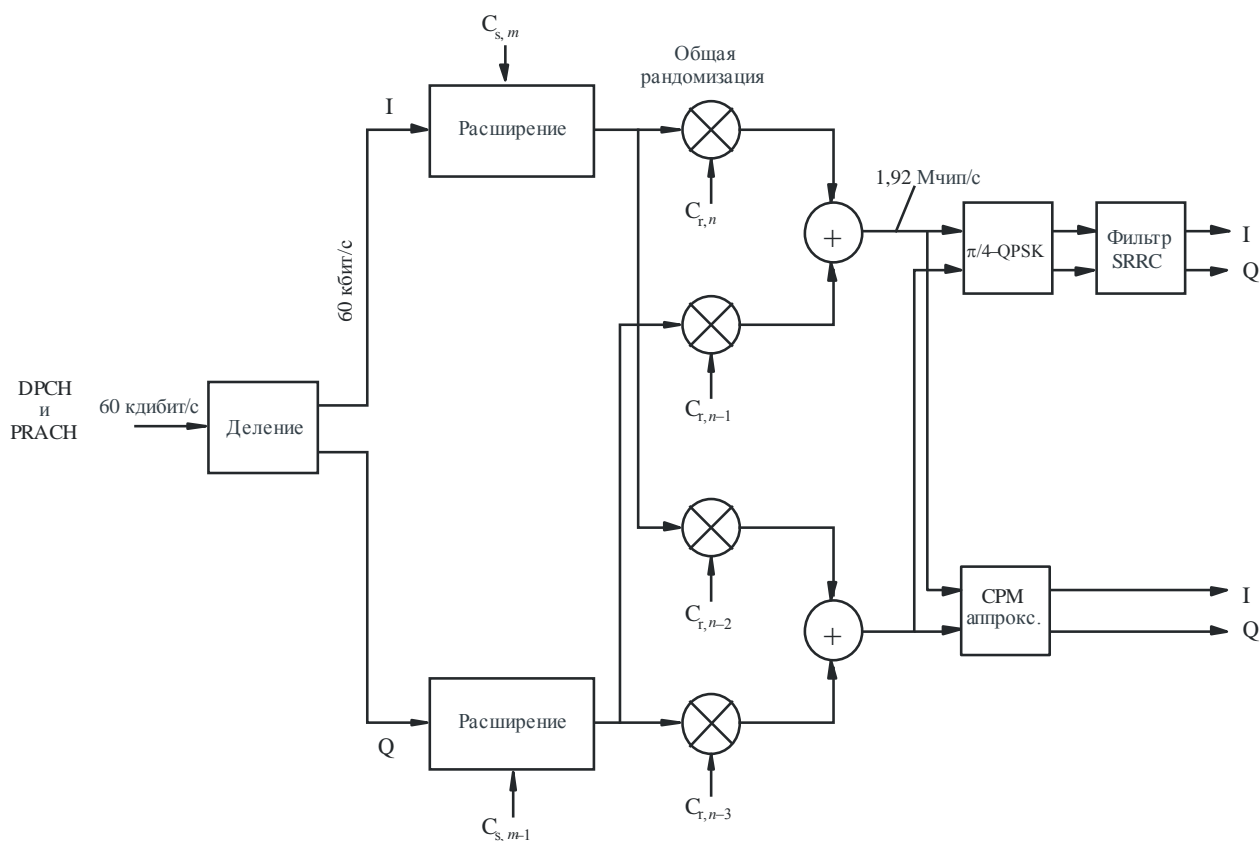 C_s, m
Общая
рандомизация
I
Расширение
C_r, n
1,92 Мчип/с
π/4–QPSK
Фильтр
SRRC
I
Q
60 кбит/с
C_r, n–1
DPCH
и
PRACH
60 кдибит/с
Деление
C_r, n–2
CPM
аппрокс.
I
Q
Расширение
Q
C_r, n–3
C_s, m–1
+
+